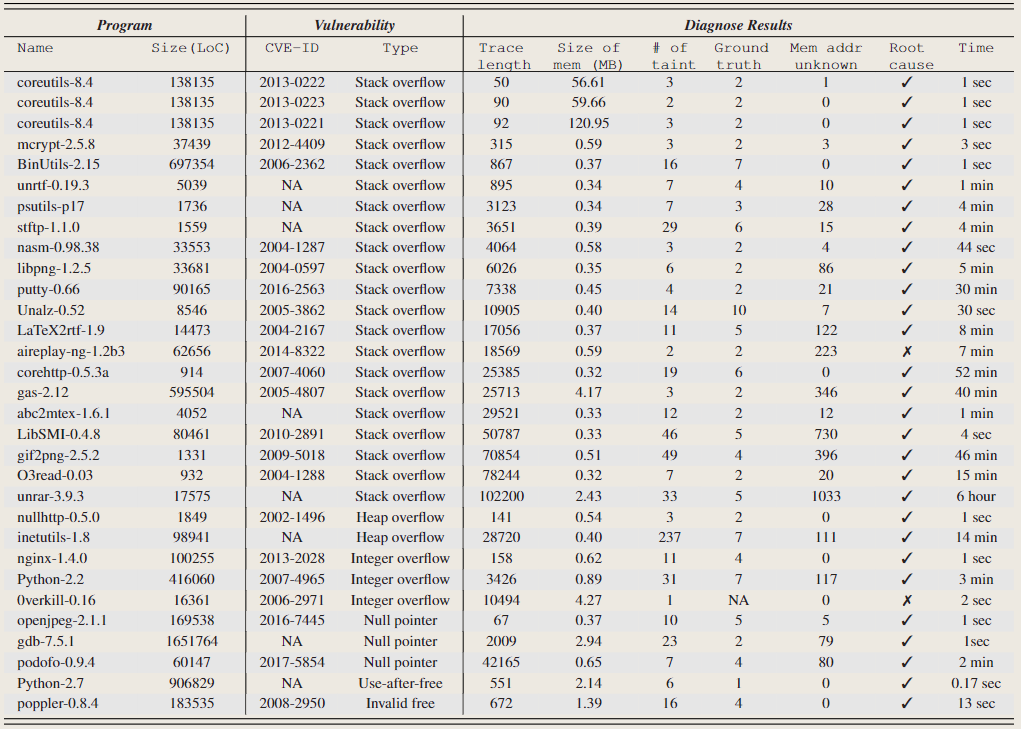 Program Vulnerability Diagnose Results
Name Size(LoC) CVE-ID Type Trace Size of # of Ground Mem addr Root Time
length mem (MB) taint truth unknown cause
coreutils-8.4 138135 2013-0222 Stack overflow 50 56.61 3 2 1 ✓ 1 sec
coreutils-8.4 138135 2013-0223 Stack overflow 90 59.66 2 2 0 ✓ 1 sec
coreutils-8.4 138135 2013-0221 Stack overflow 92 120.95 3 2 0 ✓ 1 sec
mcrypt-2.5.8 37439 2012-4409 Stack overflow 315 0.59 3 2 3 ✓ 3 sec
BinUtils-2.15 697354 2006-2362 Stack overflow 867 0.37 16 7 0 ✓ 1 sec
unrtf-0.19.3 5039 NA Stack overflow 895 0.34 7 4 10 ✓ 1 min
psutils-p17 1736 NA Stack overflow 3123 0.34 7 3 28 ✓ 4 min
stftp-1.1.0 1559 NA Stack overflow 3651 0.39 29 6 15 ✓ 4 min
nasm-0.98.38 33553 2004-1287 Stack overflow 4064 0.58 3 2 4 ✓ 44 sec
libpng-1.2.5 33681 2004-0597 Stack overflow 6026 0.35 6 2 86 ✓ 5 min
putty-0.66 90165 2016-2563 Stack overflow 7338 0.45 4 2 21 ✓ 30 min
Unalz-0.52 8546 2005-3862 Stack overflow 10905 0.40 14 10 7 ✓ 30 sec
LaTeX2rtf-1.9 14473 2004-2167 Stack overflow 17056 0.37 11 5 122 ✓ 8 min
aireplay-ng-1.2b3 62656 2014-8322 Stack overflow 18569 0.59 2 2 223 ✗ 7 min
corehttp-0.5.3a 914 2007-4060 Stack overflow 25385 0.32 19 6 0 ✓ 52 min
gas-2.12 595504 2005-4807 Stack overflow 25713 4.17 3 2 346 ✓ 40 min
abc2mtex-1.6.1 4052 NA Stack overflow 29521 0.33 12 2 12 ✓ 1 min
LibSMI-0.4.8 80461 2010-2891 Stack overflow 50787 0.33 46 5 730 ✓ 4 sec
gif2png-2.5.2 1331 2009-5018 Stack overflow 70854 0.51 49 4 396 ✓ 46 min
O3read-0.03 932 2004-1288 Stack overflow 78244 0.32 7 2 20 ✓ 15 min
unrar-3.9.3 17575 NA Stack overflow 102200 2.43 33 5 1033 ✓ 6 hour
nullhttp-0.5.0 1849 2002-1496 Heap overflow 141 0.54 3 2 0 ✓ 1 sec
inetutils-1.8 98941 NA Heap overflow 28720 0.40 237 7 111 ✓ 14 min
nginx-1.4.0 100255 2013-2028 Integer overflow 158 0.62 11 4 0 ✓ 1 sec
Python-2.2 416060 2007-4965 Integer overflow 3426 0.89 31 7 117 ✓ 3 min
0verkill-0.16 16361 2006-2971 Integer overflow 10494 4.27 1 NA 0 ✗ 2 sec
openjpeg-2.1.1 169538 2016-7445 Null pointer 67 0.37 10 5 5 ✓ 1 sec
gdb-7.5.1 1651764 NA Null pointer 2009 2.94 23 2 79 ✓ 1sec
podofo-0.9.4 60147 2017-5854 Null pointer 42165 0.65 7 4 80 ✓ 2 min
Python-2.7 906829 NA Use-after-free 551 2.14 6 1 0 ✓ 0.17 sec
poppler-0.8.4 183535 2008-2950 Invalid free 672 1.39 16 4 0 ✓ 13 sec